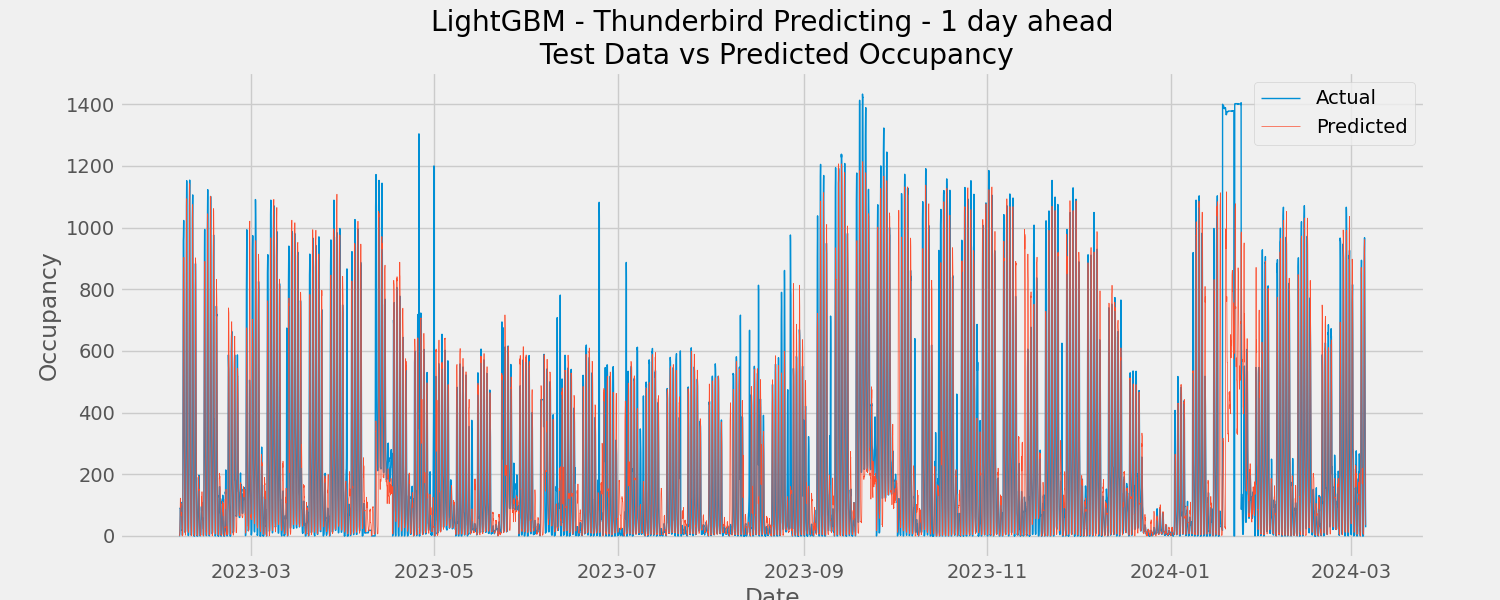 LightGBM - Thunderbird Predicting - 1 day ahead
Test Data vs Predicted Occupancy
Actual
Predicted
Occupancy
1400
1200
1000
800
600
400
200
0
2023-03
2023-05
2023-07
2023-09
2023-11
2024-01
2024-03
Date